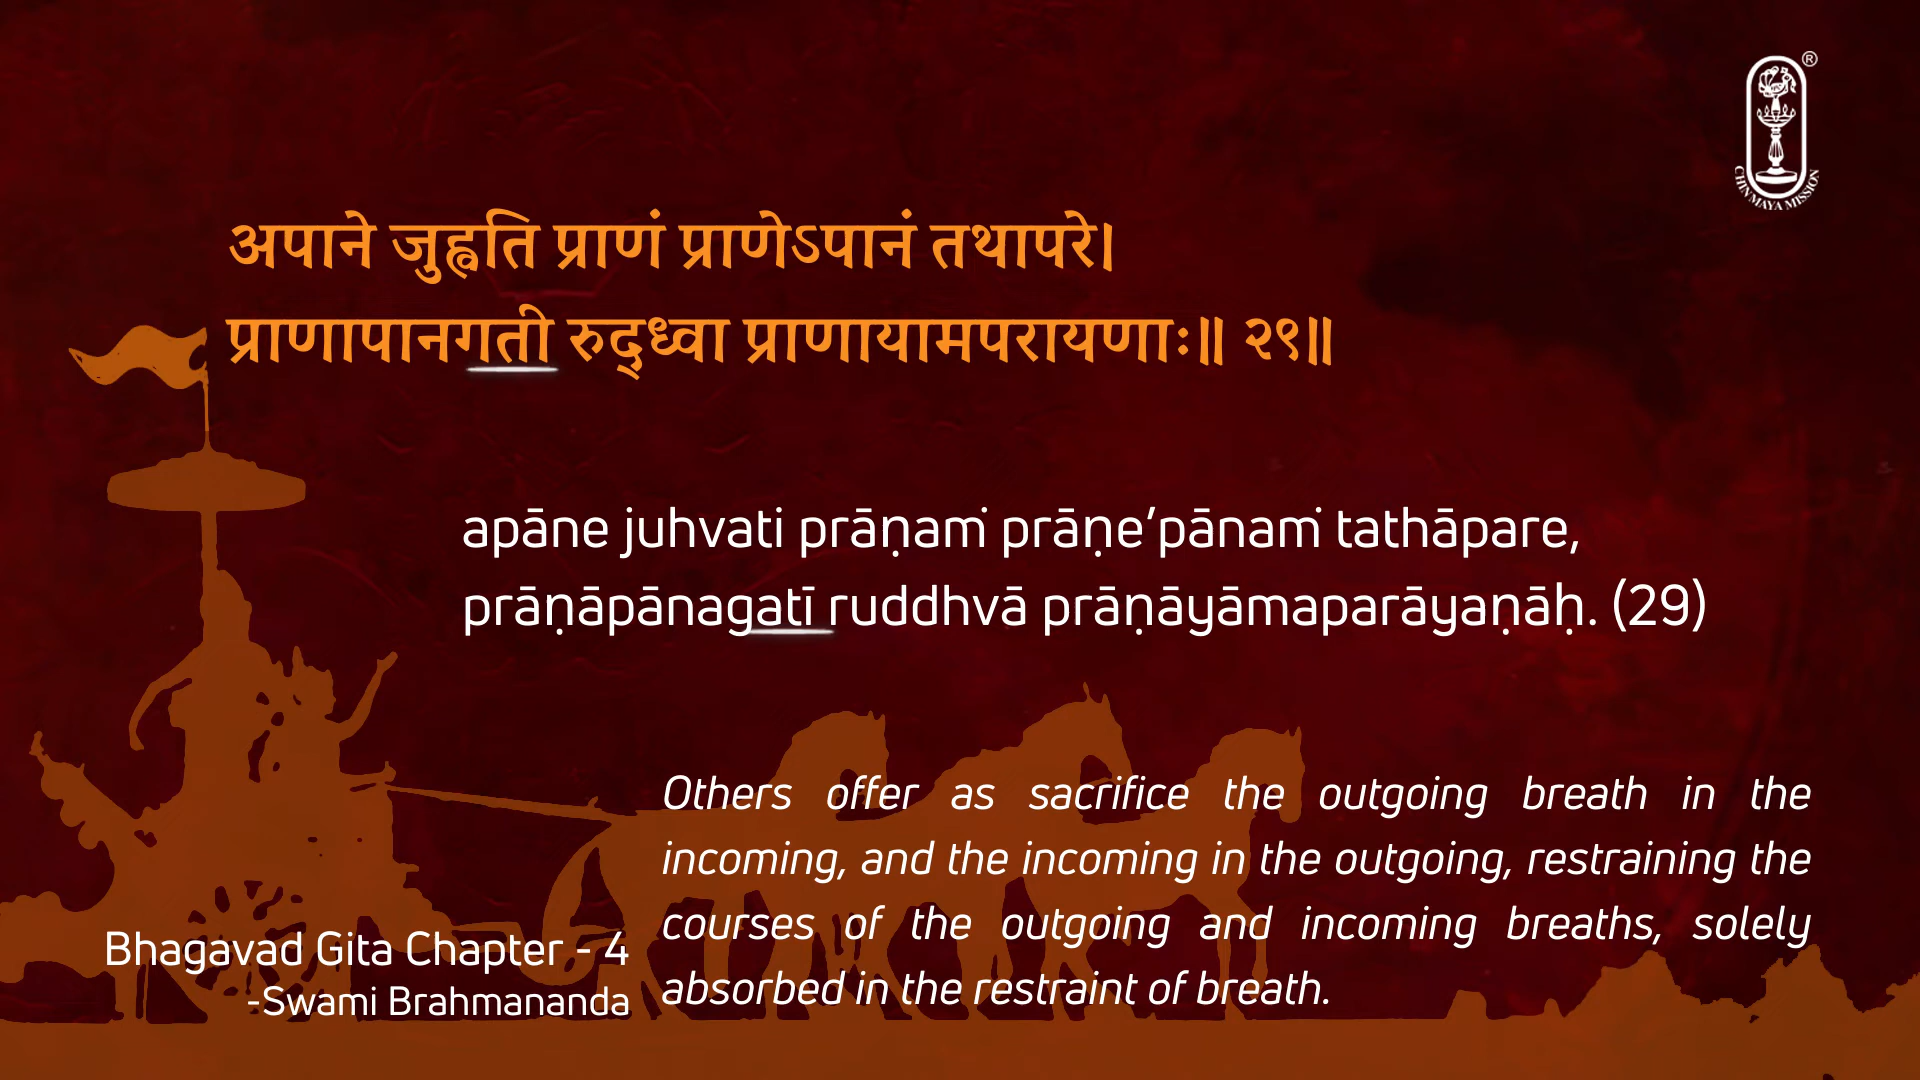 ®
CHINMAYA MISSION
अपाने जुह्वति प्राणं प्राणेऽपानं तथापरे।
प्राणापानगती रुद्ध्वा प्राणायामपरायणाः॥ २९॥
apāne juhvati prāṇaṁ prāṇe’pānaṁ tathāpare,
prāṇāpānagatī ruddhvā prāṇāyāmaparāyaṇāḥ. (29)
Others offer as sacrifice the outgoing breath in the
incoming, and the incoming in the outgoing, restraining the
courses of the outgoing and incoming breaths, solely
absorbed in the restraint of breath.
Bhagavad Gita Chapter - 4
-Swami Brahmananda